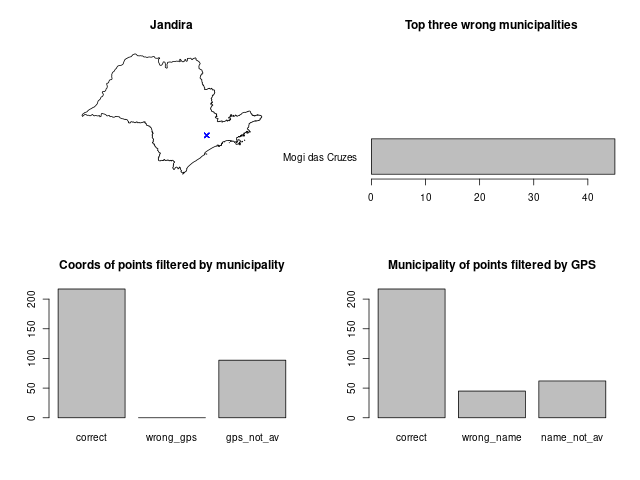 Jandira
Top three wrong municipalities
Mogi das Cruzes
0 10 20 30 40
Coords of points filtered by municipality
0 50 100 150 200
correct wrong_gps gps_not_av
Municipality of points filtered by GPS
0 50 100 150 200
correct wrong_name name_not_av